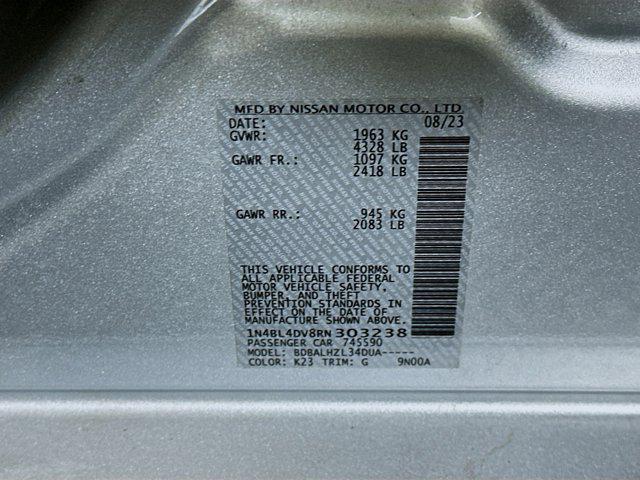 MFD BY NISSAN MOTOR CO., LTD.
DATE: 08/23
GVWR: 1963 KG
4328 LB
GAWR FR.: 1097 KG
2418 LB
GAWR RR.: 945 KG
2083 LB
THIS VEHICLE CONFORMS TO
ALL APPLICABLE FEDERAL
MOTOR VEHICLE SAFETY,
BUMPER, AND THEFT
PREVENTION STANDARDS IN
EFFECT ON THE DATE OF
MANUFACTURE SHOWN ABOVE.
1N4BL4DV8RN303238
PASSENGER CAR 745590
MODEL: BDBALHZL34DUA-----
COLOR: K23 TRIM: G 9N00A